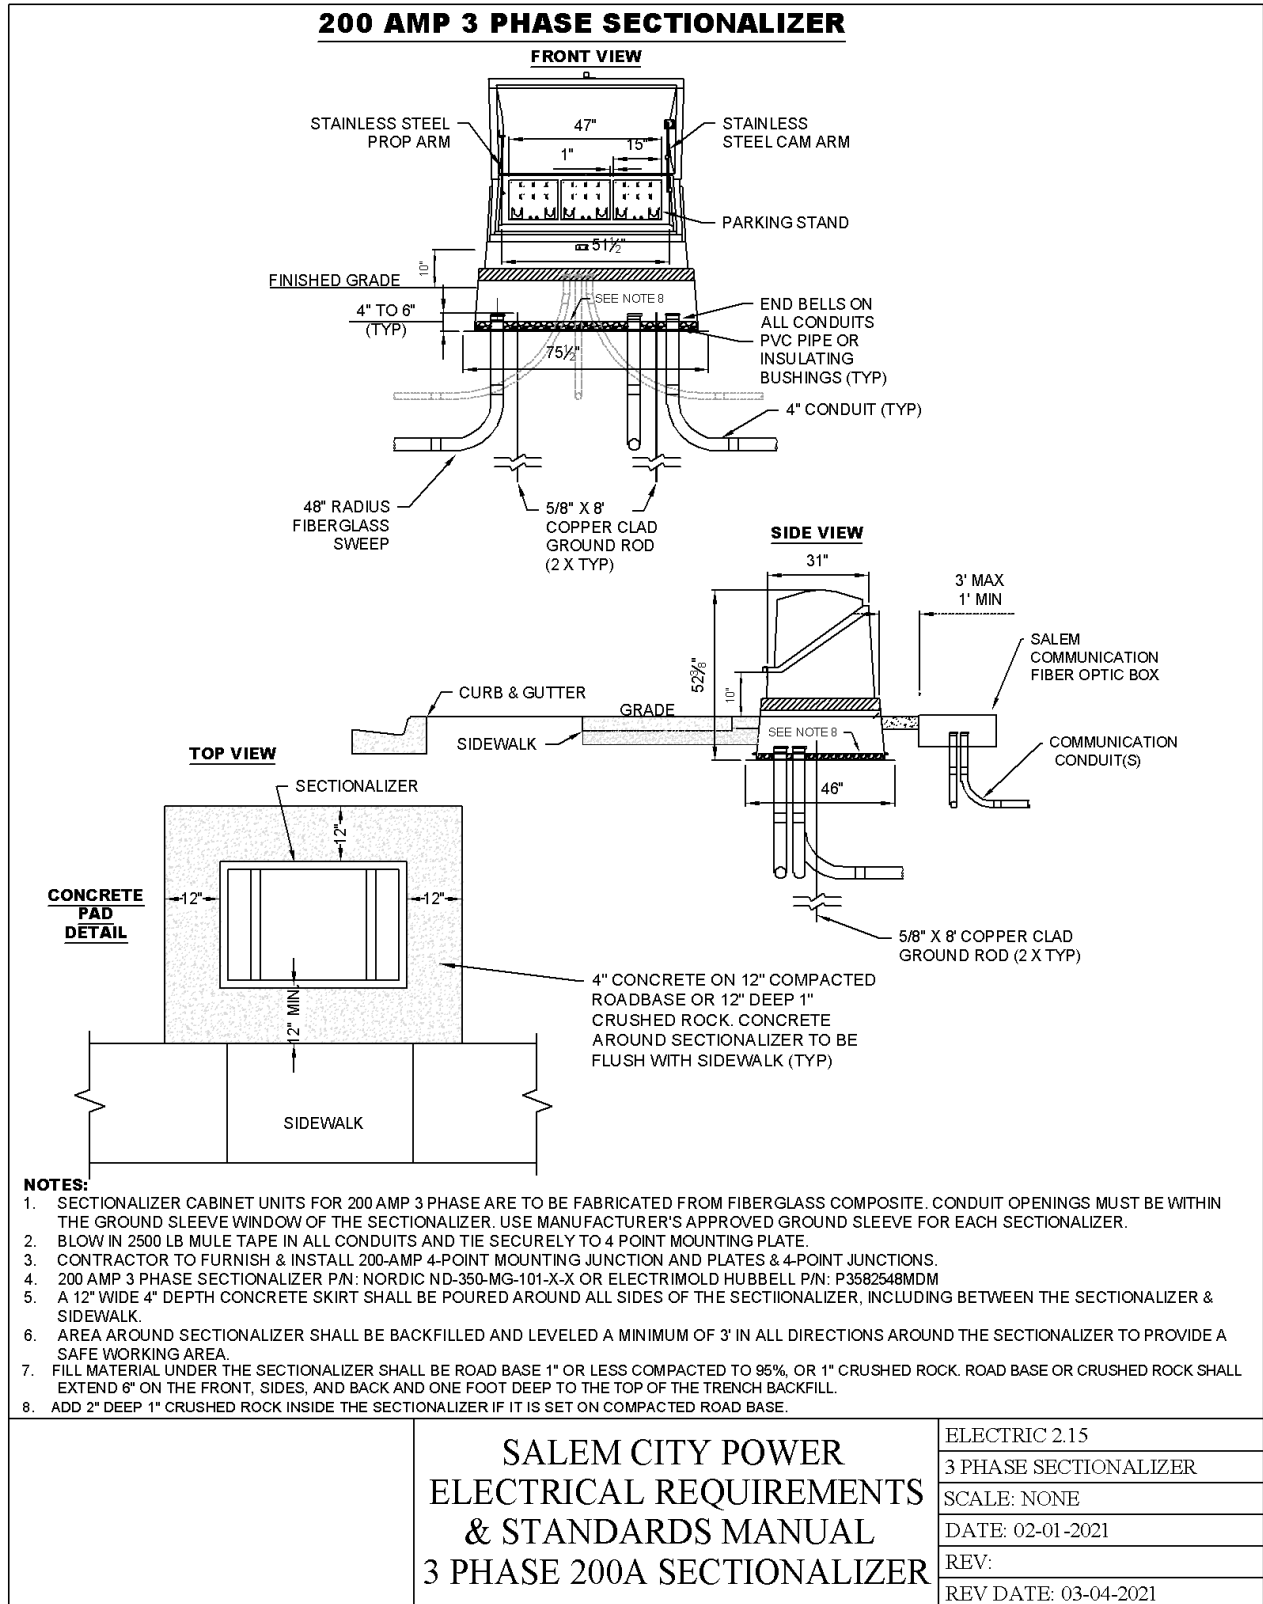 200 AMP 3 PHASE SECTIONALIZER
FRONT VIEW
STAINLESS STEEL
PROP ARM
47"
15"
1"
STAINLESS
STEEL CAM ARM
PARKING STAND
51½"
10"
FINISHED GRADE
4" TO 6"
(TYP)
SEE NOTE 8
75½"
END BELLS ON
ALL CONDUITS
PVC PIPE OR
INSULATING
BUSHINGS (TYP)
4" CONDUIT (TYP)
48" RADIUS
FIBERGLASS
SWEEP
5/8" X 8'
COPPER CLAD
GROUND ROD
(2 X TYP)
SIDE VIEW
31"
3' MAX
1' MIN
52⅜"
10"
SALEM
COMMUNICATION
FIBER OPTIC BOX
CURB & GUTTER
GRADE
SIDEWALK
SEE NOTE 8
COMMUNICATION
CONDUIT(S)
46"
5/8" X 8' COPPER CLAD
GROUND ROD (2 X TYP)
TOP VIEW
SECTIONALIZER
12"
12"
12"
12" MIN.
CONCRETE
PAD
DETAIL
4" CONCRETE ON 12" COMPACTED
ROADBASE OR 12" DEEP 1"
CRUSHED ROCK. CONCRETE
AROUND SECTIONALIZER TO BE
FLUSH WITH SIDEWALK (TYP)
SIDEWALK
NOTES:
1. SECTIONALIZER CABINET UNITS FOR 200 AMP 3 PHASE ARE TO BE FABRICATED FROM FIBERGLASS COMPOSITE. CONDUIT OPENINGS MUST BE WITHIN
THE GROUND SLEEVE WINDOW OF THE SECTIONALIZER. USE MANUFACTURER'S APPROVED GROUND SLEEVE FOR EACH SECTIONALIZER.
2. BLOW IN 2500 LB MULE TAPE IN ALL CONDUITS AND TIE SECURELY TO 4 POINT MOUNTING PLATE.
3. CONTRACTOR TO FURNISH & INSTALL 200-AMP 4-POINT MOUNTING JUNCTION AND PLATES & 4-POINT JUNCTIONS.
4. 200 AMP 3 PHASE SECTIONALIZER P/N: NORDIC ND-350-MG-101-X-X OR ELECTRIMOLD HUBBELL P/N: P3582548MDM
5. A 12" WIDE 4" DEPTH CONCRETE SKIRT SHALL BE POURED AROUND ALL SIDES OF THE SECTIIONALIZER, INCLUDING BETWEEN THE SECTIONALIZER &
SIDEWALK.
6. AREA AROUND SECTIONALIZER SHALL BE BACKFILLED AND LEVELED A MINIMUM OF 3' IN ALL DIRECTIONS AROUND THE SECTIONALIZER TO PROVIDE A
SAFE WORKING AREA.
7. FILL MATERIAL UNDER THE SECTIONALIZER SHALL BE ROAD BASE 1" OR LESS COMPACTED TO 95%, OR 1" CRUSHED ROCK. ROAD BASE OR CRUSHED ROCK SHALL
EXTEND 6" ON THE FRONT, SIDES, AND BACK AND ONE FOOT DEEP TO THE TOP OF THE TRENCH BACKFILL.
8. ADD 2" DEEP 1" CRUSHED ROCK INSIDE THE SECTIONALIZER IF IT IS SET ON COMPACTED ROAD BASE.
SALEM CITY POWER
ELECTRICAL REQUIREMENTS
& STANDARDS MANUAL
3 PHASE 200A SECTIONALIZER
ELECTRIC 2.15
3 PHASE SECTIONALIZER
SCALE: NONE
DATE: 02-01-2021
REV:
REV DATE: 03-04-2021